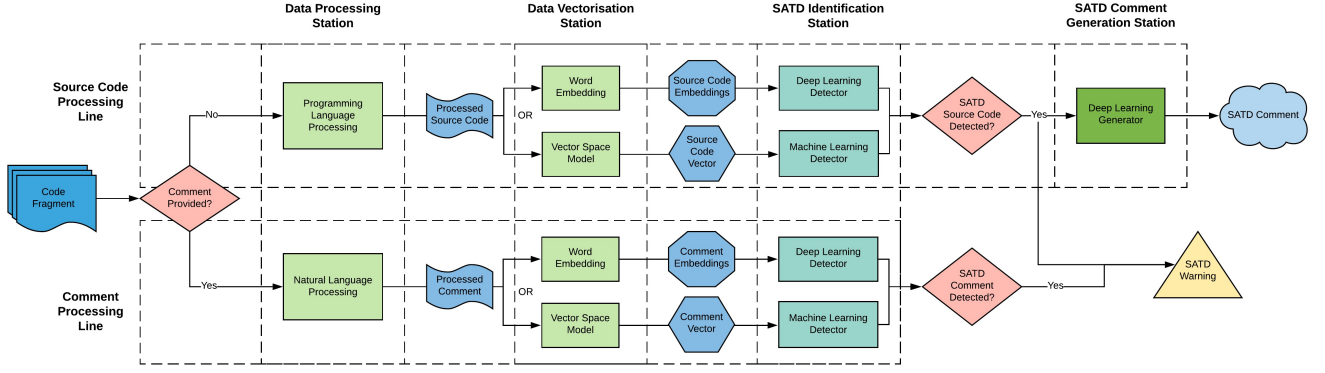 Data Processing
Station
Data Vectorisation
Station
SATD Identification
Station
SATD Comment
Generation Station
Source Code
Processing
Line
No
Programming
Language
Processing
Processed
Source Code
OR
Word
Embedding
Vector Space
Model
Source Code
Embeddings
Source
Code
Vector
Deep Learning
Detector
Machine Learning
Detector
SATD
Source Code
Detected?
Yes
Deep Learning
Generator
SATD Comment
Code
Fragment
Comment
Provided?
Comment
Processing
Line
Yes
Natural Language
Processing
Processed
Comment
OR
Word
Embedding
Vector Space
Model
Comment
Embeddings
Comment
Vector
Deep Learning
Detector
Machine Learning
Detector
SATD
Comment
Detected?
Yes
SATD
Warning